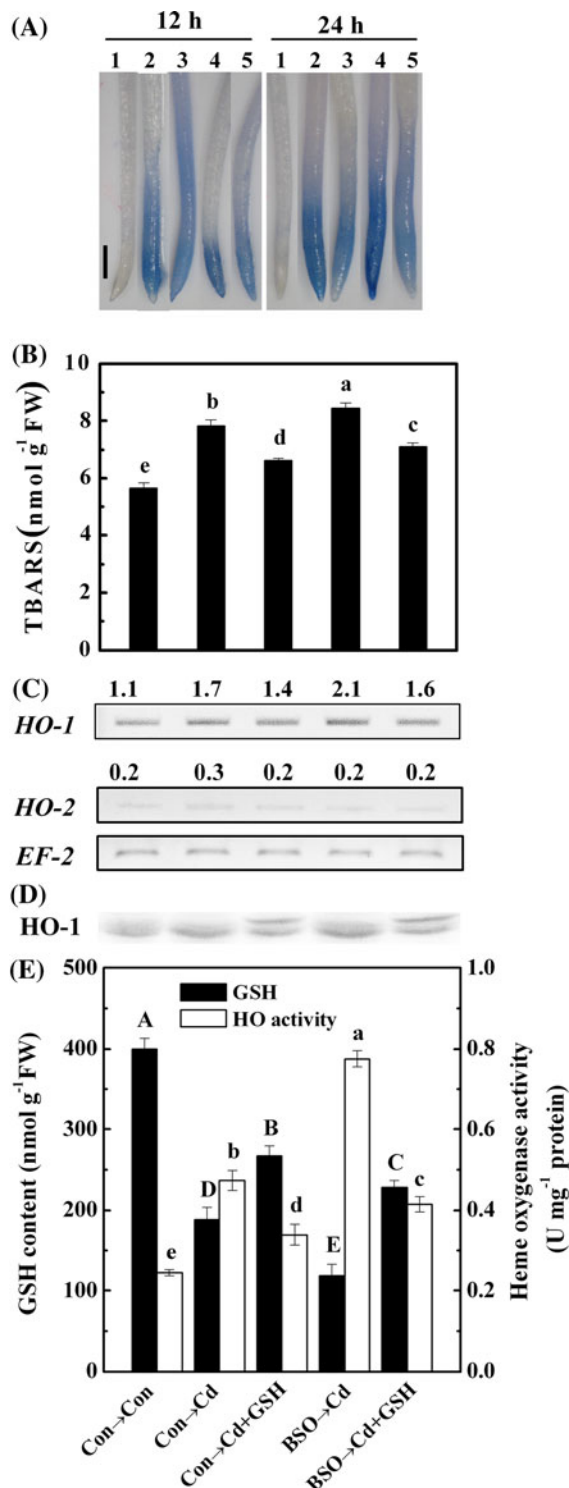 (A)
12 h 24 h
1 2 3 4 5 1 2 3 4 5
(B)
10
8
6
4
2
0
TBARS(nmol g⁻¹ FW)
e b d a c
(C)
1.1 1.7 1.4 2.1 1.6
HO-1
0.2 0.3 0.2 0.2 0.2
HO-2
EF-2
(D)
HO-1
(E)
500
400
300
200
100
0
GSH content (nmol g⁻¹FW)
GSH
HO activity
A e D b B d E a C c
1.0
0.8
0.6
0.4
0.2
0.0
Heme oxygenase activity
(U mg⁻¹ protein)
Con→Con
Con→Cd
Con→Cd+GSH
BSO→Cd
BSO→Cd+GSH